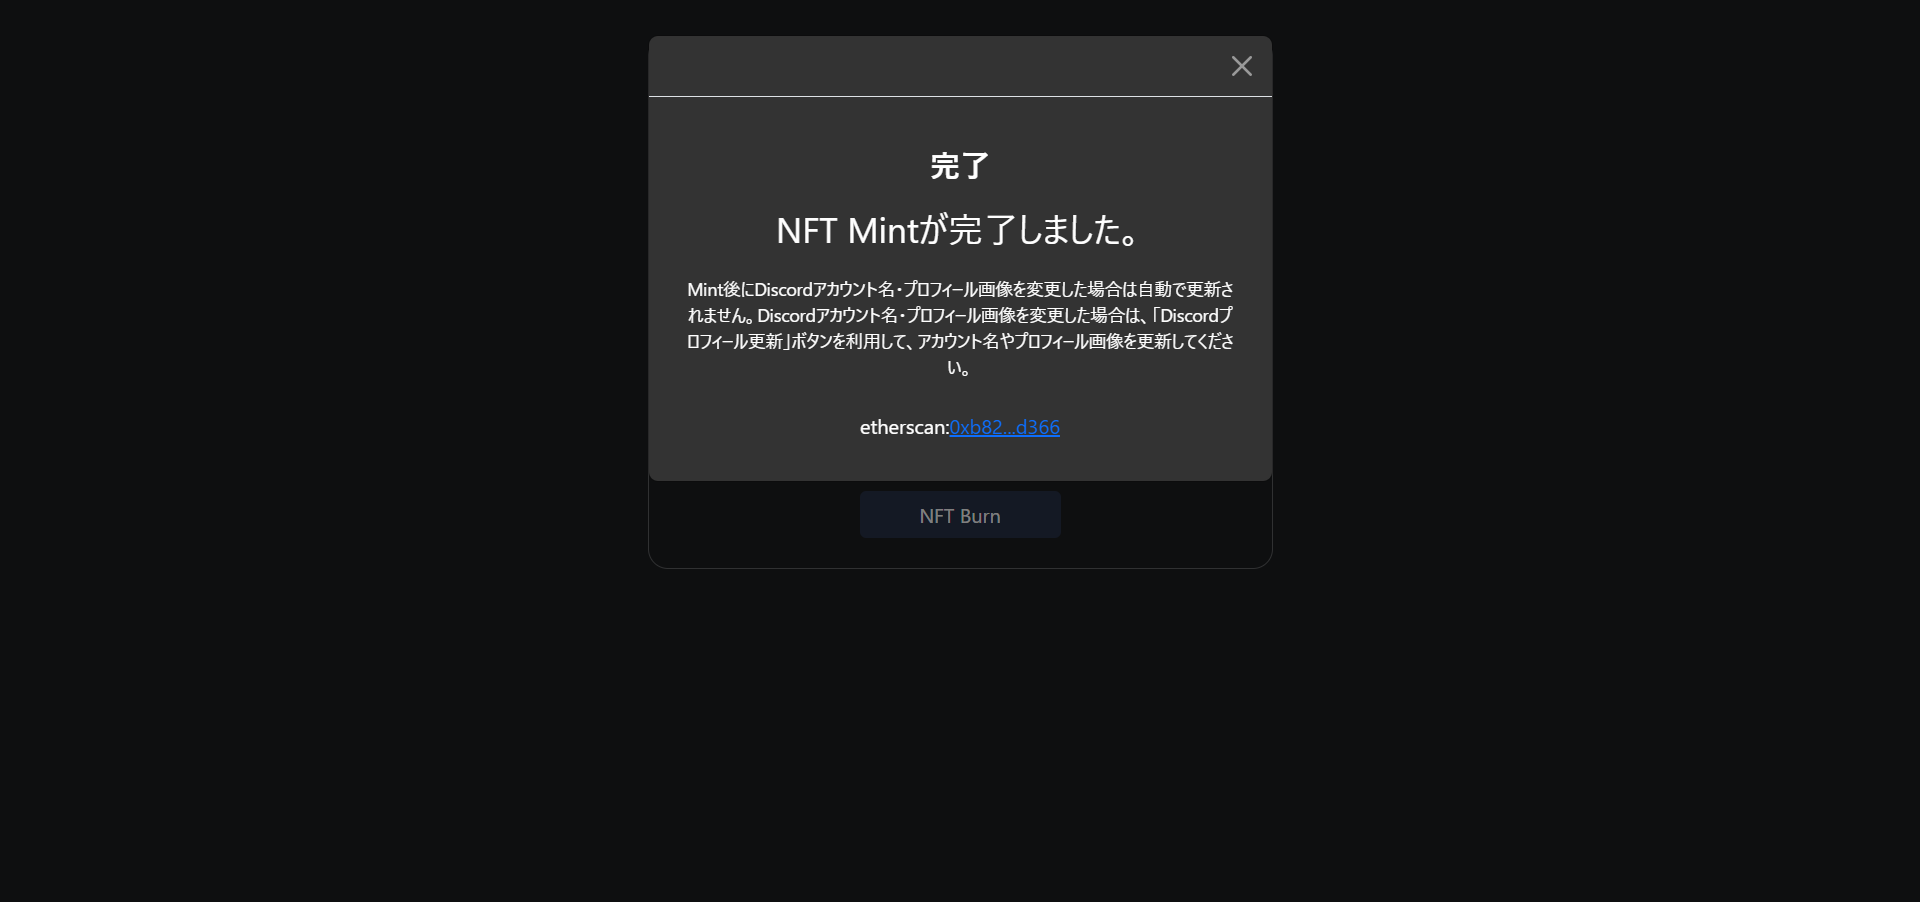 完了
NFT Mintが完了しました。
Mint後にDiscordアカウント名・プロフィール画像を変更した場合は自動で更新さ
れません。Discordアカウント名・プロフィール画像を変更した場合は、「Discordプ
ロフィール更新」ボタンを利用して、アカウント名やプロフィール画像を更新してくださ
い。
etherscan:0xb82...d366
NFT Burn